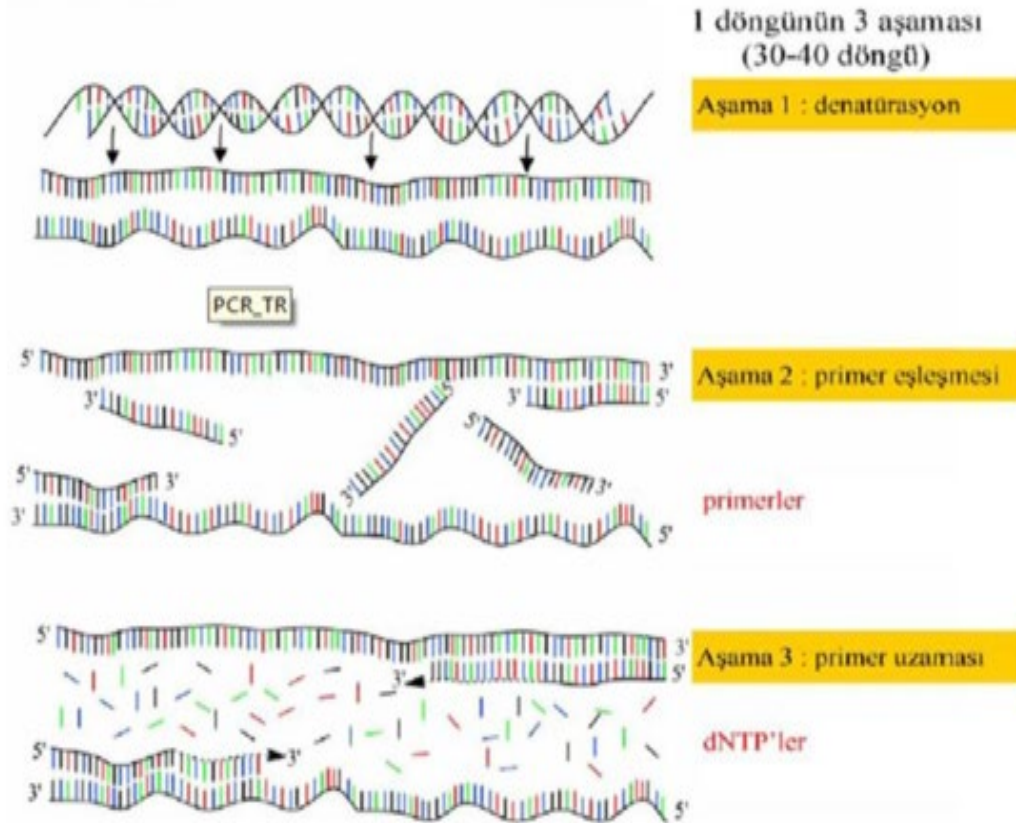 1 döngünün 3 aşaması
(30-40 döngü)
Aşama 1 : denatürasyon
PCR_TR
5'
3'
Aşama 2 : primer eşleşmesi
3'
5'
3'
5'
5'
5'
3'
3'
5'
3'
primerler
3'
5'
5'
3'
Aşama 3 : primer uzaması
3'
5'
dNTP'ler
5'
3'
3'
5'